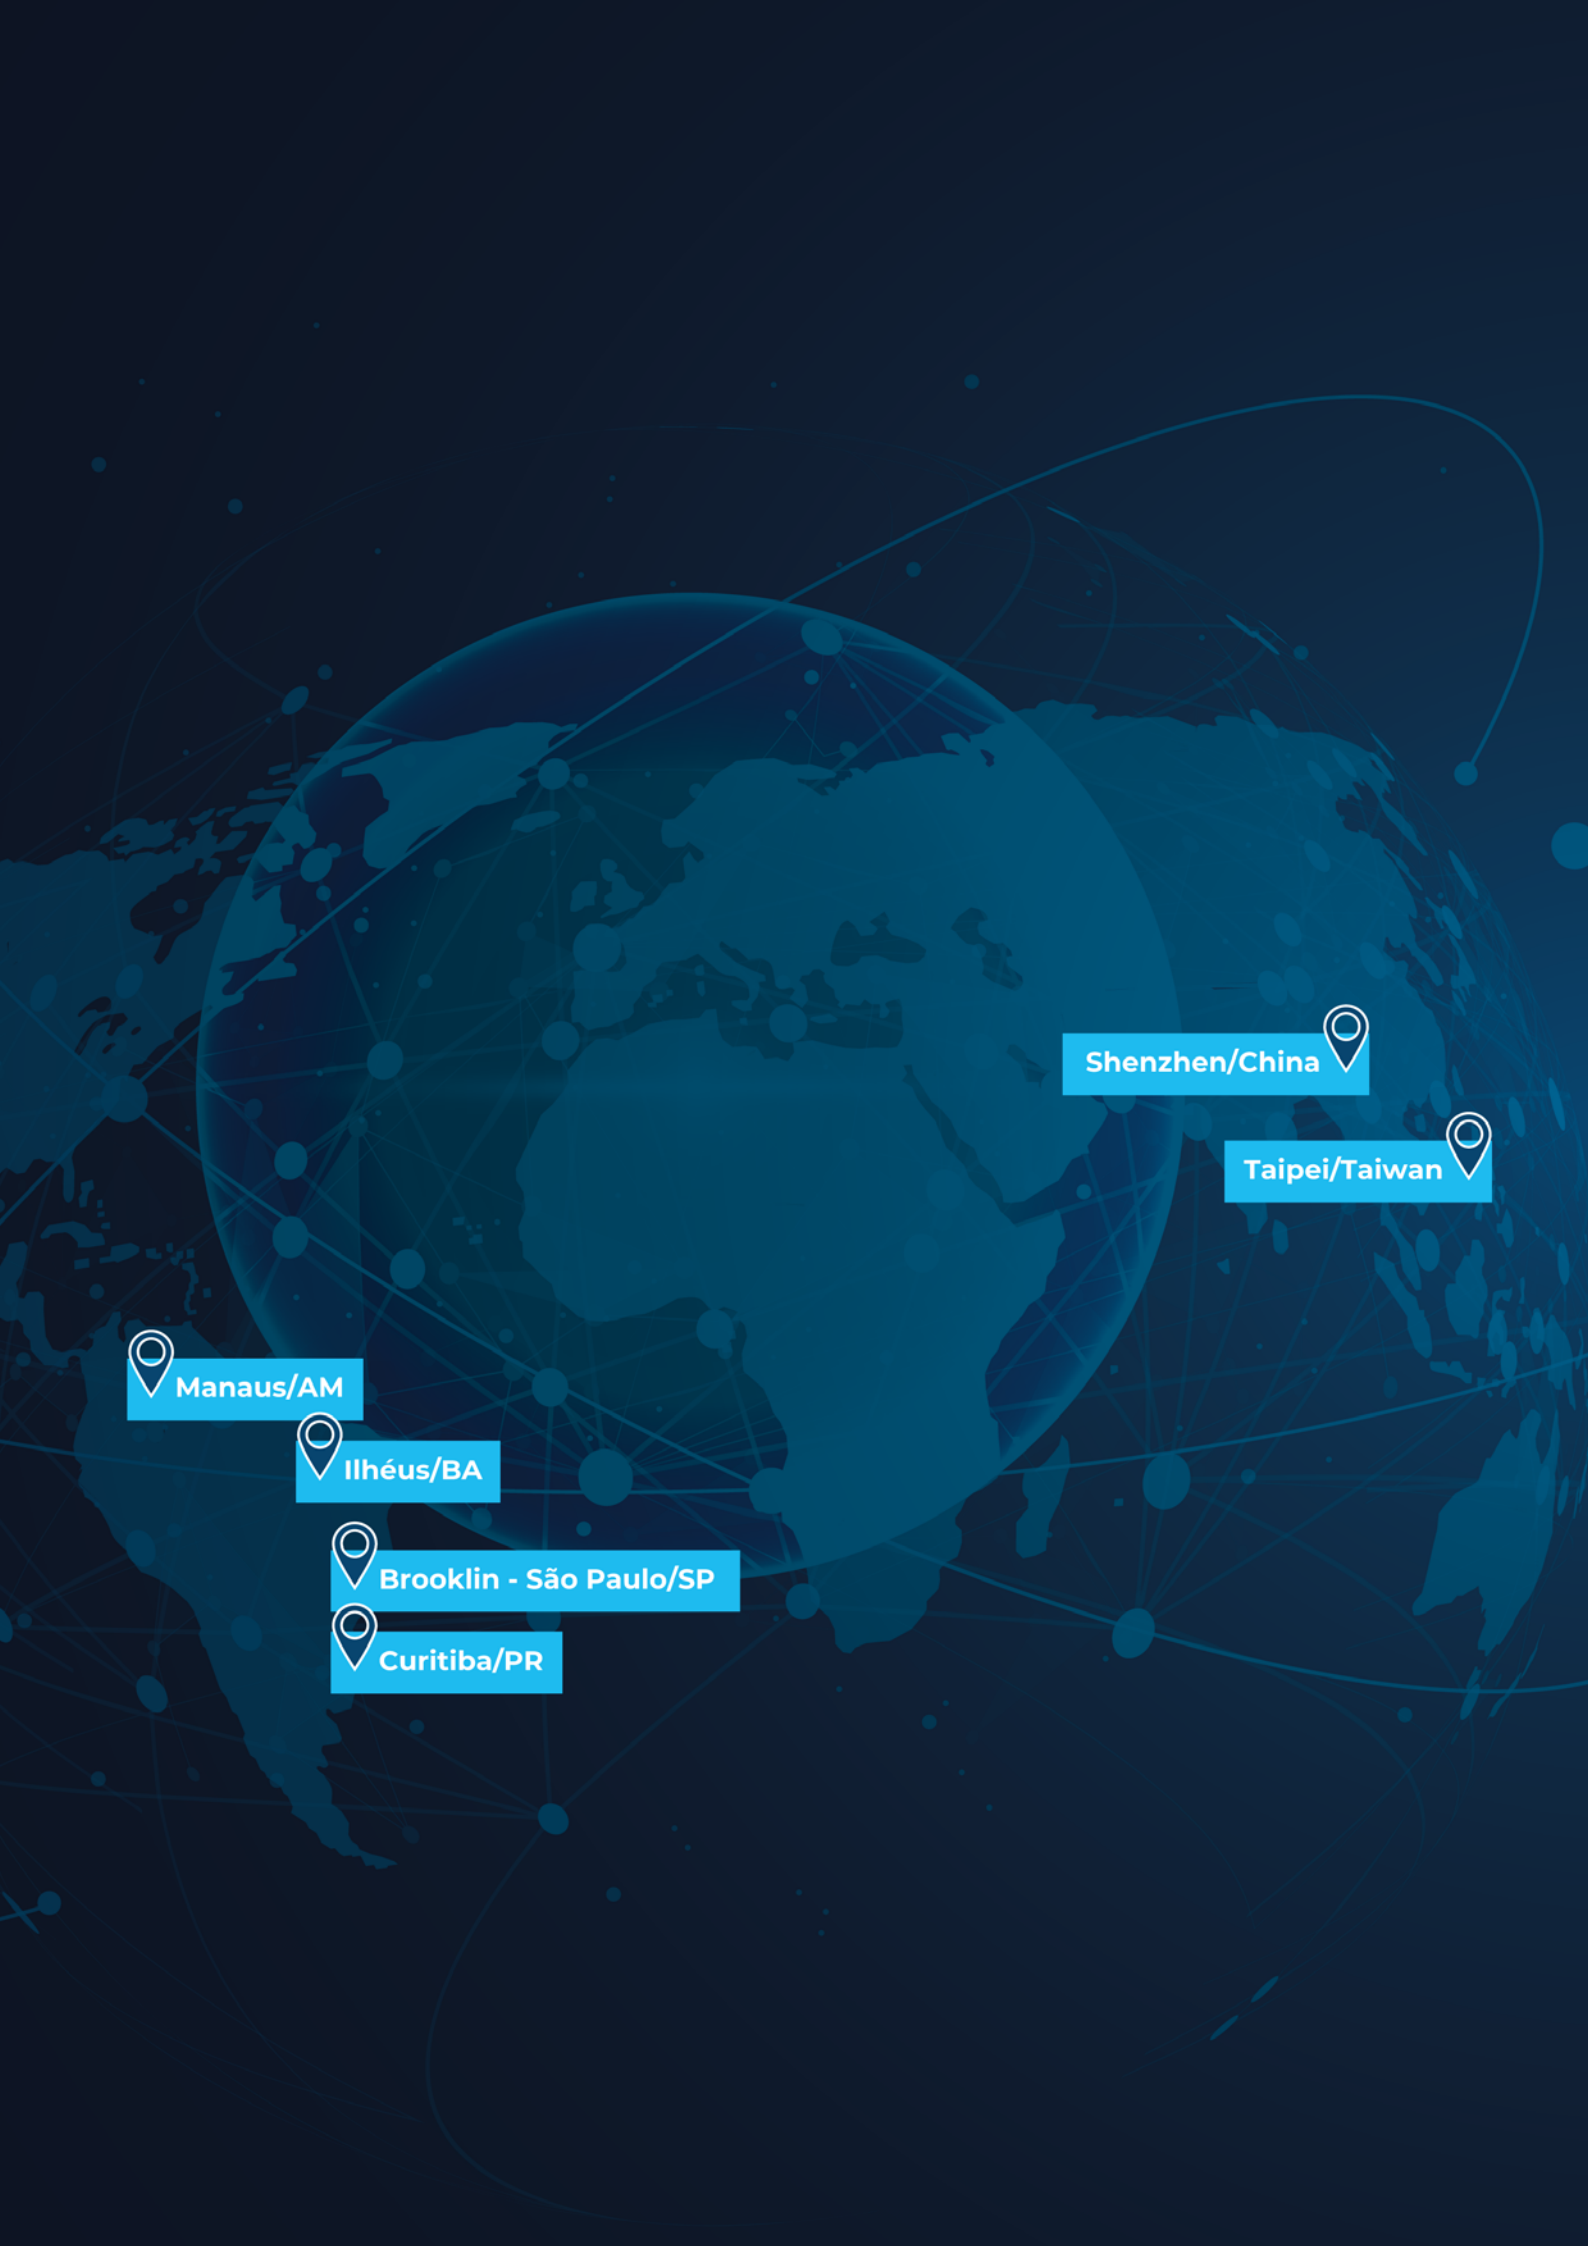 Shenzhen/China
Taipei/Taiwan
Manaus/AM
Ilhéus/BA
Brooklin - São Paulo/SP
Curitiba/PR